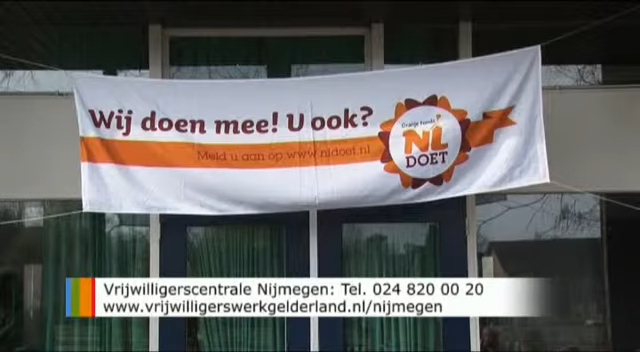 Wij doen mee! U ook?
Meld u aan op www.nldoet.nl
Oranje Fonds
NL
DOET
Vrijwilligerscentrale Nijmegen: Tel. 024 820 00 20
www.vrijwilligerswerkgelderland.nl/nijmegen